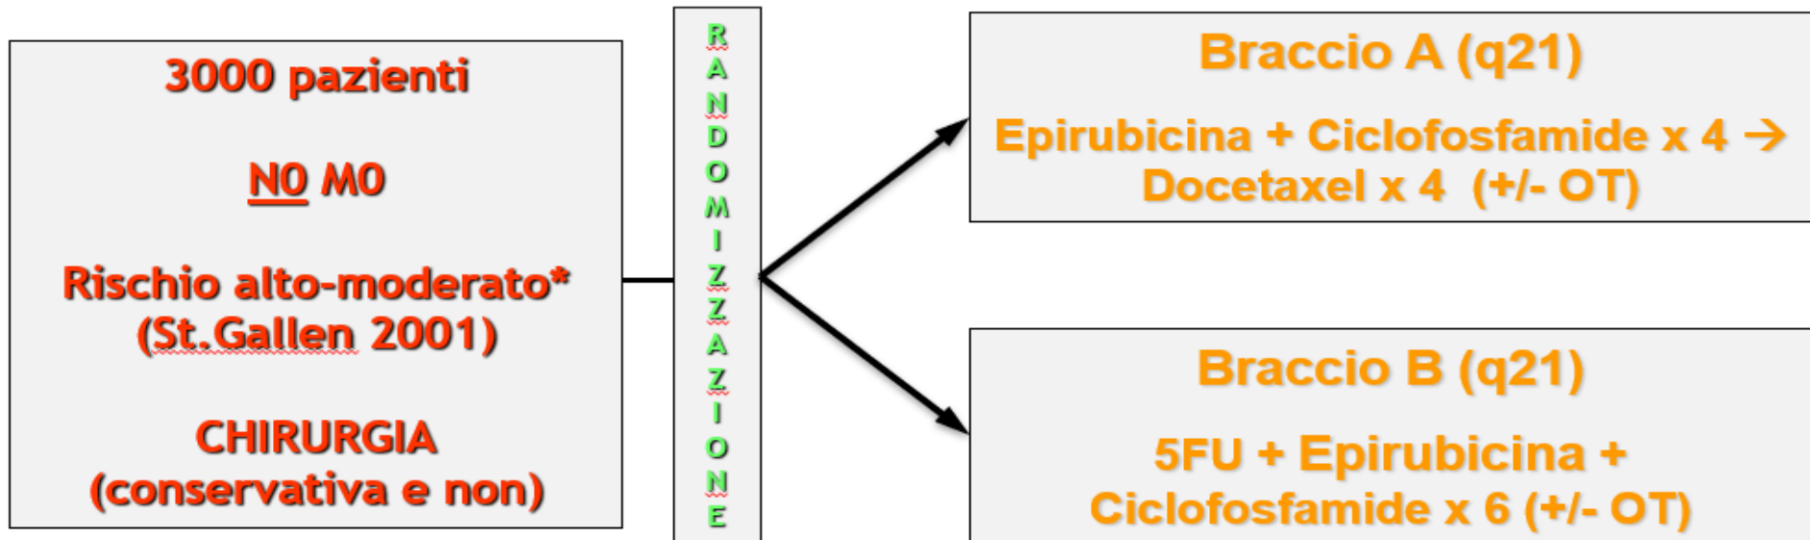 3000 pazienti
N0 M0
Rischio alto-moderato*
(St.Gallen 2001)
CHIRURGIA
(conservativa e non)
R
A
N
D
O
M
I
Z
Z
A
Z
I
O
N
E
Braccio A (q21)
Epirubicina + Ciclofosfamide x 4 →
Docetaxel x 4 (+/- OT)
Braccio B (q21)
5FU + Epirubicina +
Ciclofosfamide x 6 (+/- OT)